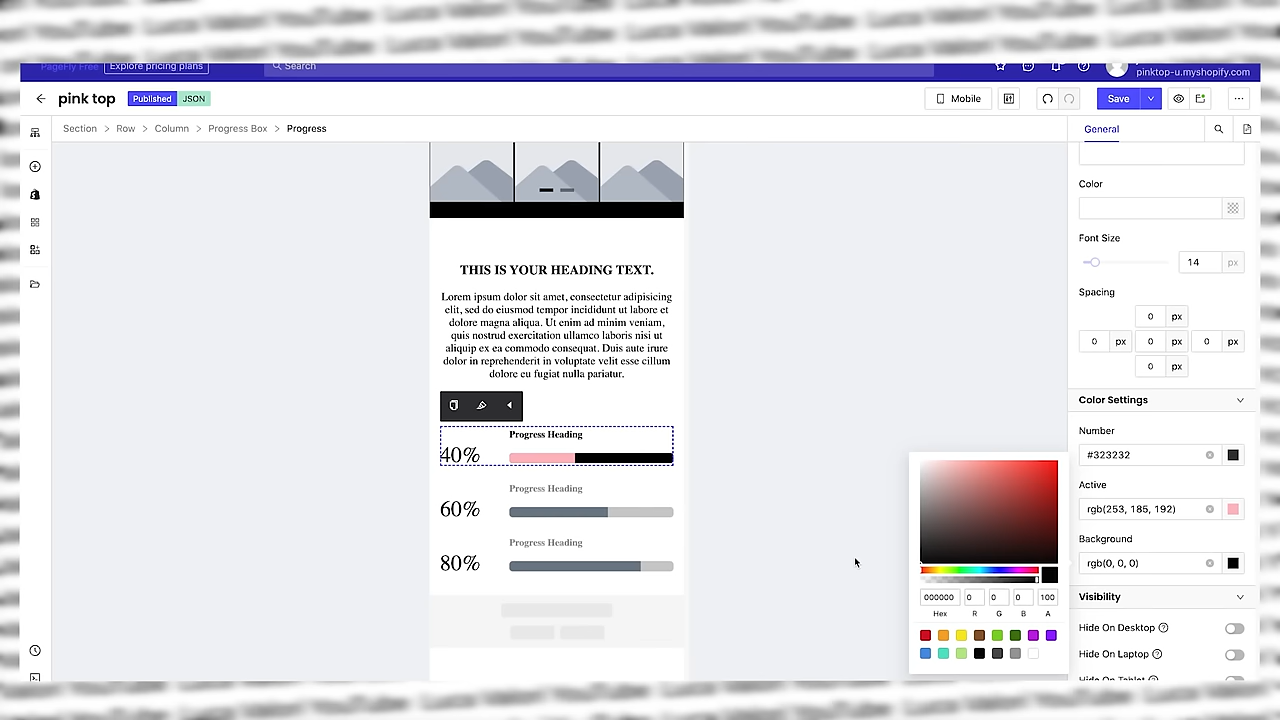 PageFly Free Explore pricing plans Search pinktop-u.myshopify.com
pink top Published JSON Mobile Save
Section > Row > Column > Progress Box > Progress General
Color
Font Size
14 px
Spacing
0 px
0 px 0 px 0 px
0 px
THIS IS YOUR HEADING TEXT.
Lorem ipsum dolor sit amet, consectetur adipisicing
elit, sed do eiusmod tempor incididunt ut labore et
dolore magna aliqua. Ut enim ad minim veniam,
quis nostrud exercitation ullamco laboris nisi ut
aliquip ex ea commodo consequat. Duis aute irure
dolor in reprehenderit in voluptate velit esse cillum
dolore eu fugiat nulla pariatur.
Progress Heading
40%
Progress Heading
60%
Progress Heading
80%
Color Settings
Number
#323232
Active
rgb(253, 185, 192)
Background
rgb(0, 0, 0)
000000 0 0 0 100
Hex R G B A
Visibility
Hide On Desktop
Hide On Laptop
Hide On Tablet